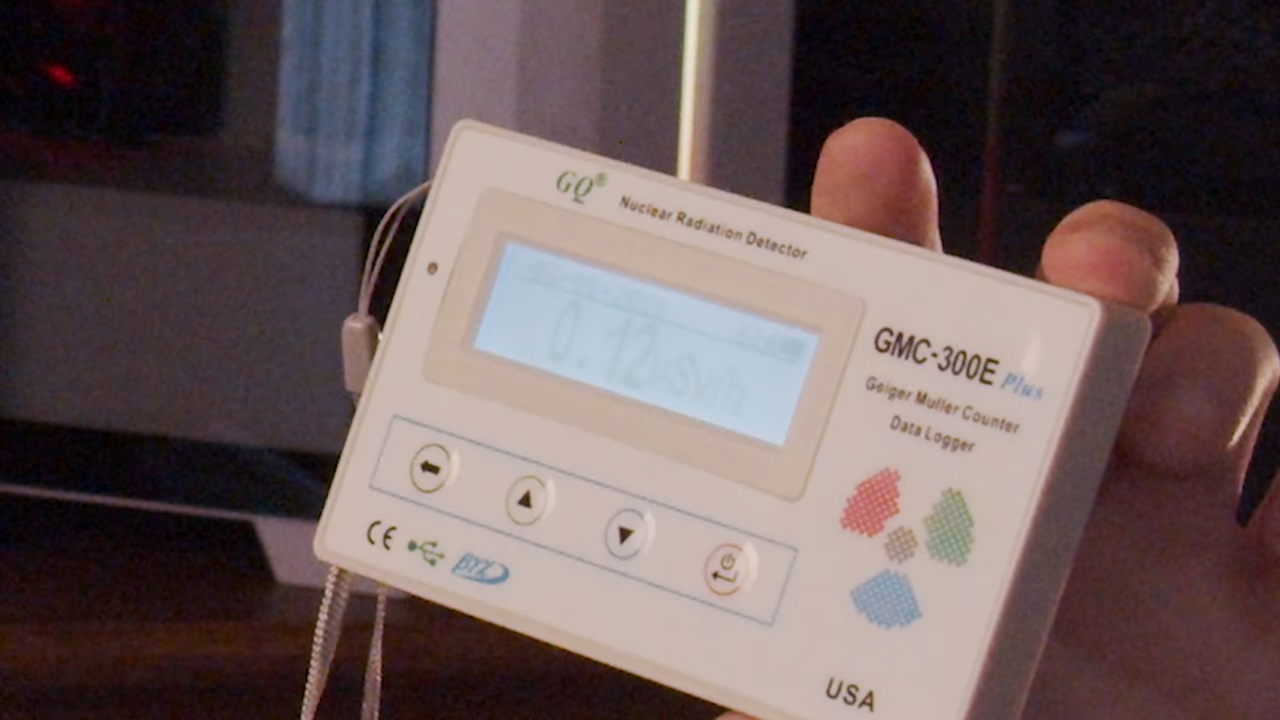 GQ® Nuclear Radiation Detector
0.12uSv/h
GMC-300E Plus
Geiger Muller Counter
Data Logger
CE
USA